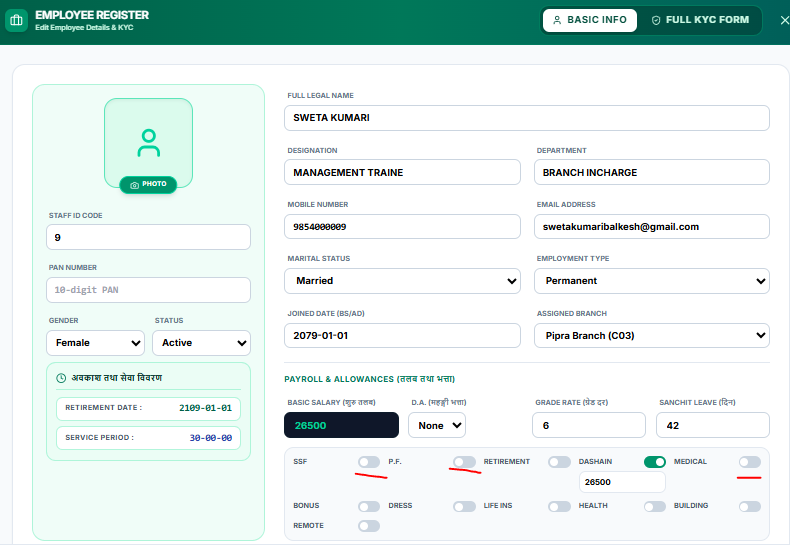 EMPLOYEE REGISTER
Edit Employee Details & KYC
BASIC INFO
FULL KYC FORM
PHOTO
STAFF ID CODE
9
PAN NUMBER
10-digit PAN
GENDER STATUS
Female Active
अवकाश तथा सेवा विवरण
RETIREMENT DATE : 2109-01-01
SERVICE PERIOD : 30-00-00
FULL LEGAL NAME
SWETA KUMARI
DESIGNATION DEPARTMENT
MANAGEMENT TRAINE BRANCH INCHARGE
MOBILE NUMBER EMAIL ADDRESS
9854000009 swetakumaribalkesh@gmail.com
MARITAL STATUS EMPLOYMENT TYPE
Married Permanent
JOINED DATE (BS/AD) ASSIGNED BRANCH
2079-01-01 Pipra Branch (C03)
PAYROLL & ALLOWANCES (तलब तथा भत्ता)
BASIC SALARY (शुरु तलब) D.A. (महङ्गी भत्ता) GRADE RATE (ग्रेड दर) SANCHIT LEAVE (दिन)
26500 None 6 42
SSF P.F. RETIREMENT DASHAIN MEDICAL
26500
BONUS DRESS LIFE INS HEALTH BUILDING
REMOTE